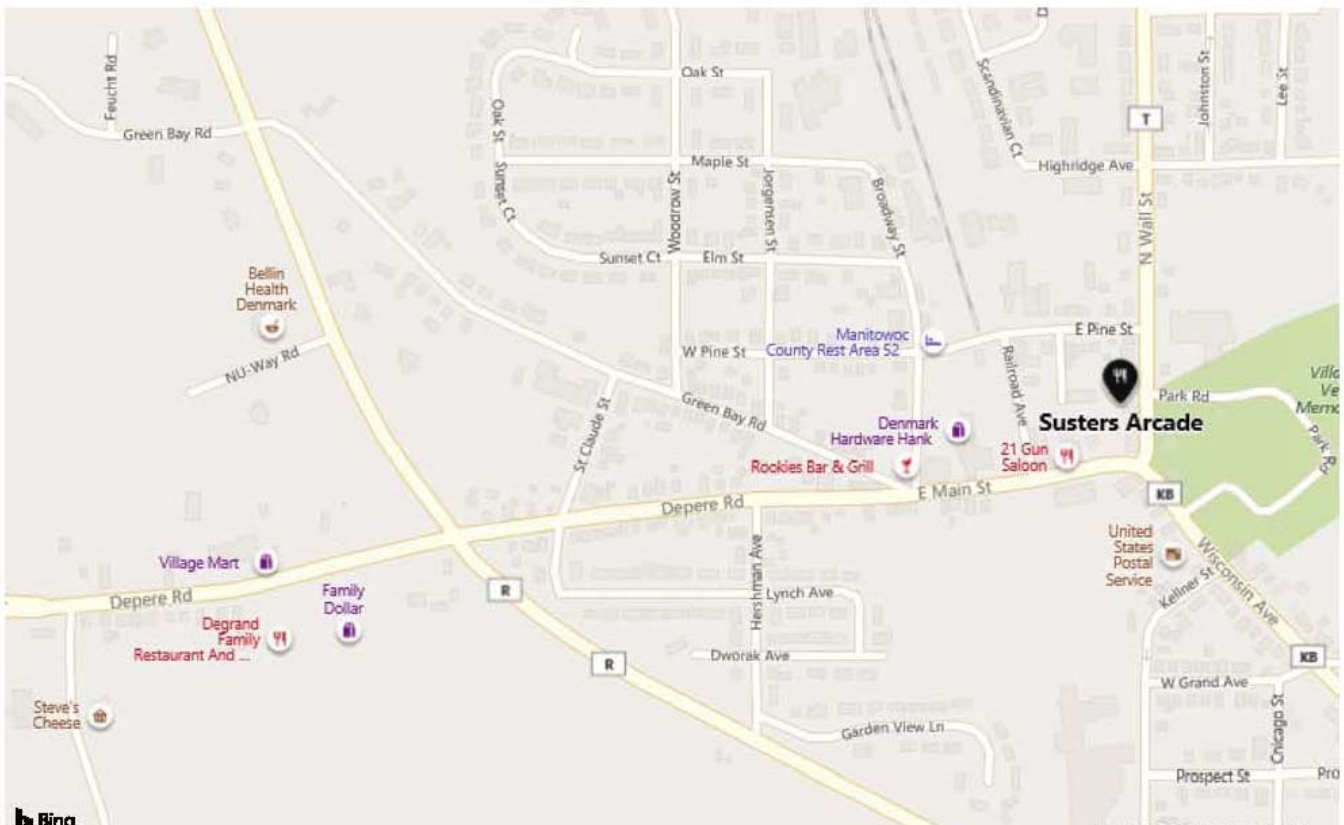 Feucht Rd
Green Bay Rd
Oak St
Oak St
Sunset Ct
Maple St
Woodrow St
Jorgensen St
Broadway St
Sunset Ct
Elm St
Scandinavian Ct
Highridge Ave
T
Johnston St
Lee St
N Wall St
Bellin
Health
Denmark
NU-Way Rd
W Pine St
Manitowoc
County Rest Area 52
E Pine St
Railroad Ave
Park Rd
Park R
Susters Arcade
St Claude St
Green Bay Rd
Denmark
Hardware Hank
Rookies Bar & Grill
21 Gun
Saloon
E Main St
Depere Rd
KB
United
States
Postal
Service
Wisconsin Ave
Kellner St
Village Mart
Depere Rd
Family
Dollar
R
Hershman Ave
Lynch Ave
Degrand
Family
Restaurant And ...
R
Dworak Ave
KB
W Grand Ave
Steve's
Cheese
Garden View Ln
Chicago St
Prospect St
Pro
Bing